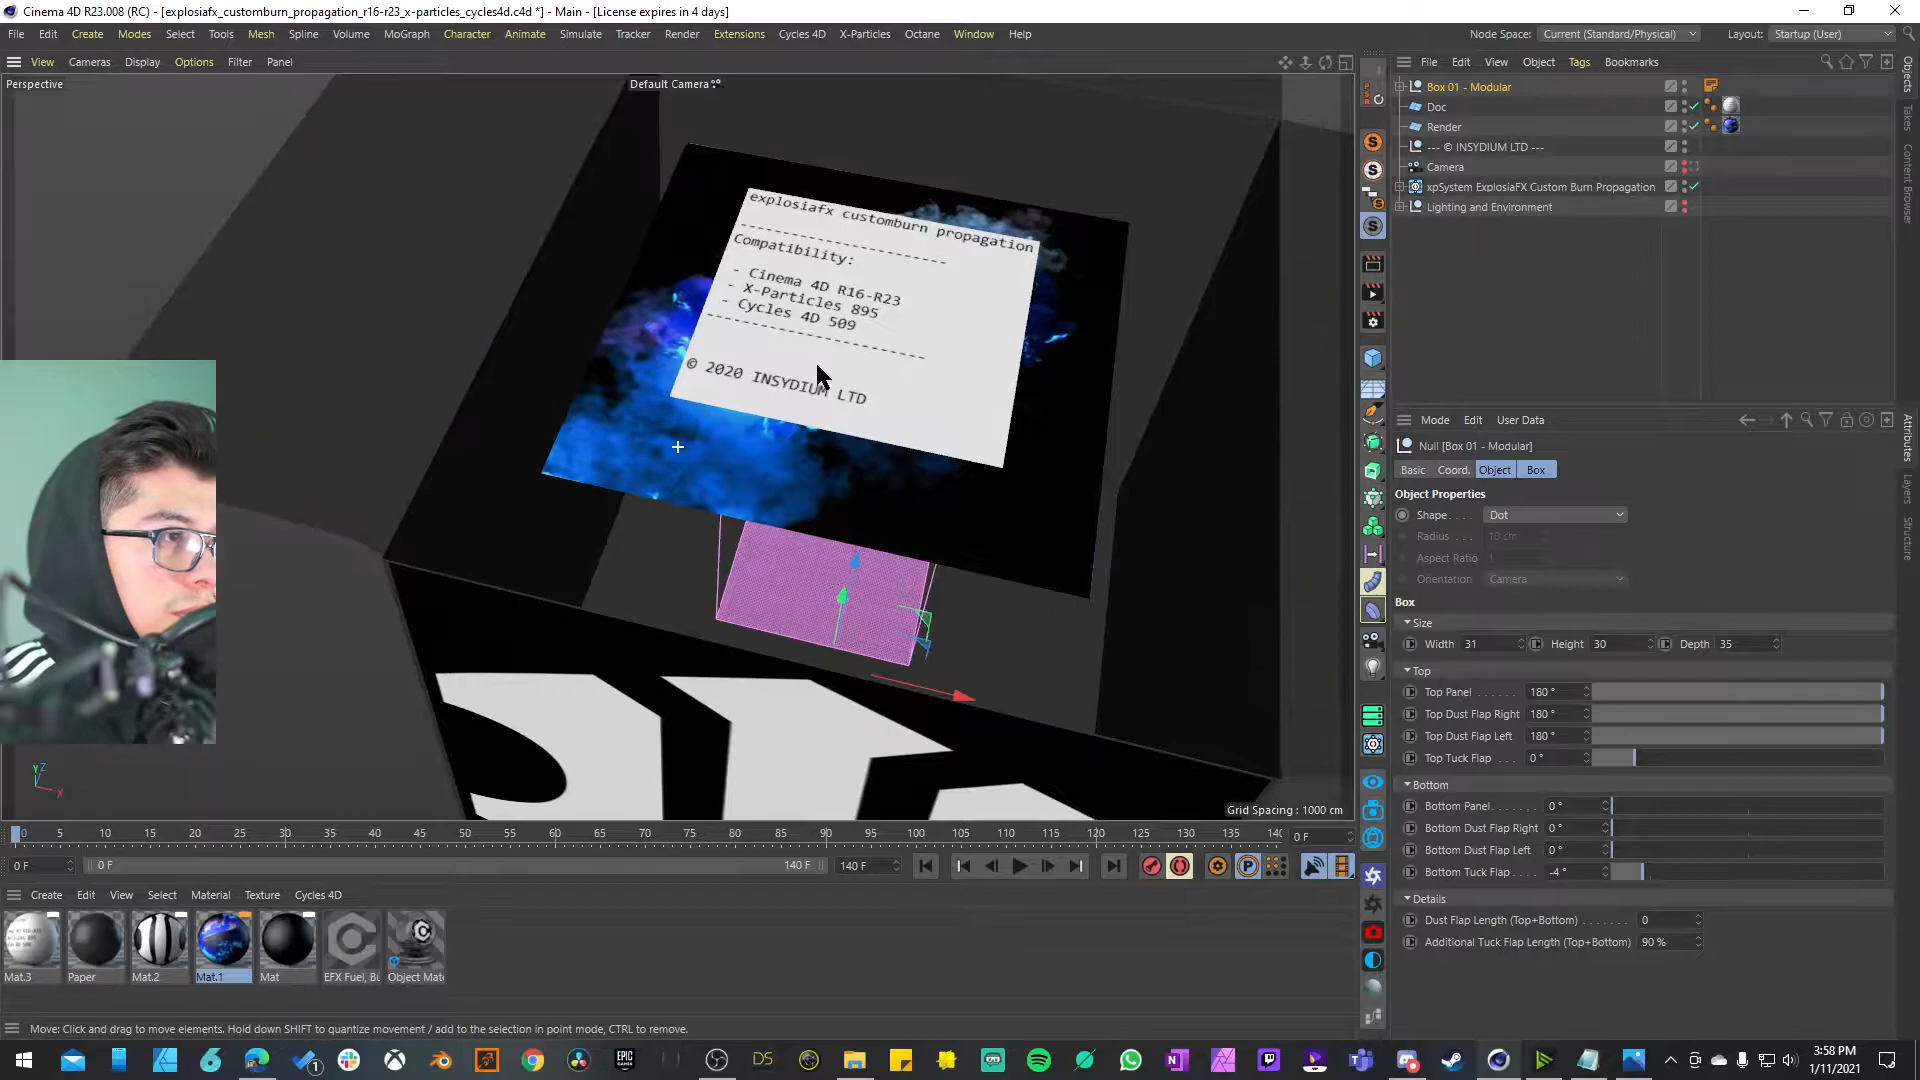 Cinema 4D R23.008 (RC) - [explosiafx_customburn_propagation_r16-r23_x-particles_cycles4d.c4d *] - Main - [License expires in 4 days]
File Edit Create Modes Select Tools Mesh Spline Volume MoGraph Character Animate Simulate Tracker Render Extensions Cycles 4D X-Particles Octane Window Help
Node Space: Current (Standard/Physical) Layout: Startup (User)
View Cameras Display Options Filter Panel
File Edit View Object Tags Bookmarks
Perspective
Default Camera
Box 01 - Modular
Doc
Render
--- © INSYDIUM LTD ---
Camera
xpSystem ExplosiaFX Custom Burn Propagation
Lighting and Environment
Objects
Takes
Content Browser
explosiafx customburn propagation
Compatibility:
- Cinema 4D R16-R23
- X-Particles 895
- Cycles 4D 509
© 2020 INSYDIUM LTD
Mode Edit User Data
Null [Box 01 - Modular]
Basic Coord. Object Box
Object Properties
Shape Dot
Radius 10 cm
Aspect Ratio 1
Orientation Camera
Box
Size
Width 31 Height 30 Depth 35
Top
Top Panel 180 °
Top Dust Flap Right 180 °
Top Dust Flap Left 180 °
Top Tuck Flap 0 °
Bottom
Bottom Panel 0 °
Bottom Dust Flap Right 0 °
Bottom Dust Flap Left 0 °
Bottom Tuck Flap -4 °
Details
Dust Flap Length (Top+Bottom) 0
Additional Tuck Flap Length (Top+Bottom) 90 %
Attributes
Layers
Structure
Y Z
X
Grid Spacing : 1000 cm
0 5 10 15 20 25 30 35 40 45 50 55 60 65 70 75 80 85 90 95 100 105 110 115 120 125 130 135 140 0 F
0 F 0 F 140 F 140 F
Create Edit View Select Material Texture Cycles 4D
Mat.3 Paper Mat.2 Mat.1 Mat EFX Fuel, Bu Object Mate
Move: Click and drag to move elements. Hold down SHIFT to quantize movement / add to the selection in point mode, CTRL to remove.
3:58 PM
1/11/2021